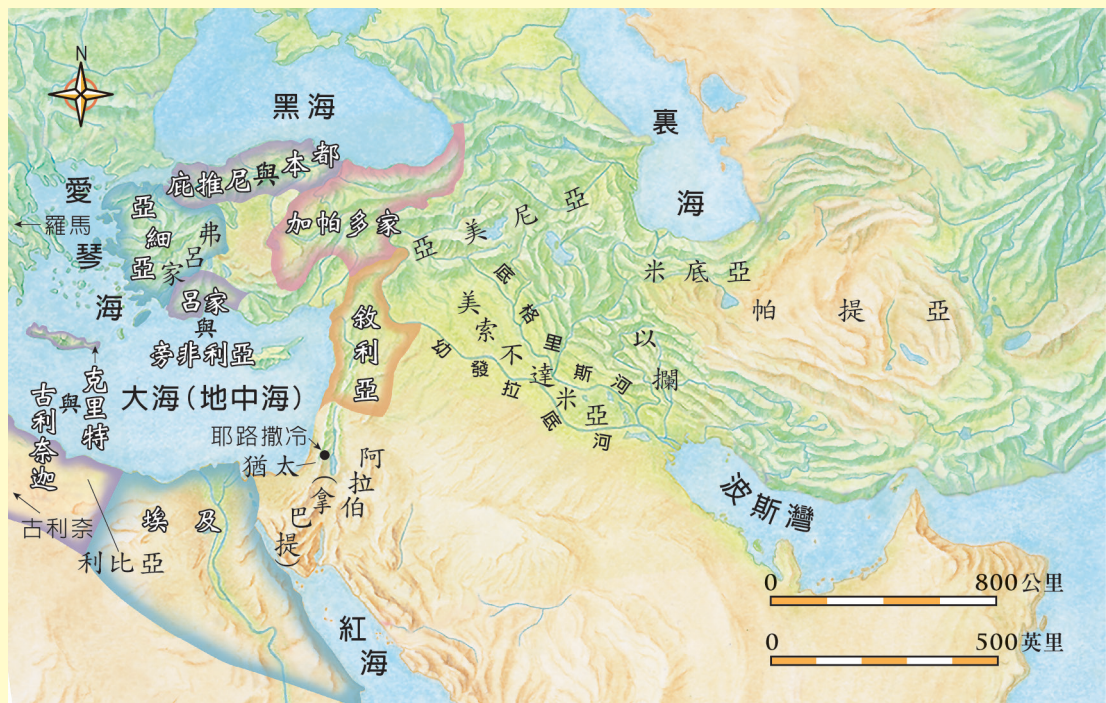 N
黑海
裏海
愛琴海
←羅馬
庇推尼與本都
亞細亞
弗呂家
加帕多家
亞美尼亞
米底亞
帕提亞
呂家
與
旁非利亞
敘利亞
美索不達米亞
底格里斯河
幼發拉底河
以攔
克里特
與
古利奈迦
大海(地中海)
耶路撒冷
猶太
阿拉伯
(拿巴提)
波斯灣
古利奈
利比亞
埃及
紅海
0 800公里
0 500英里